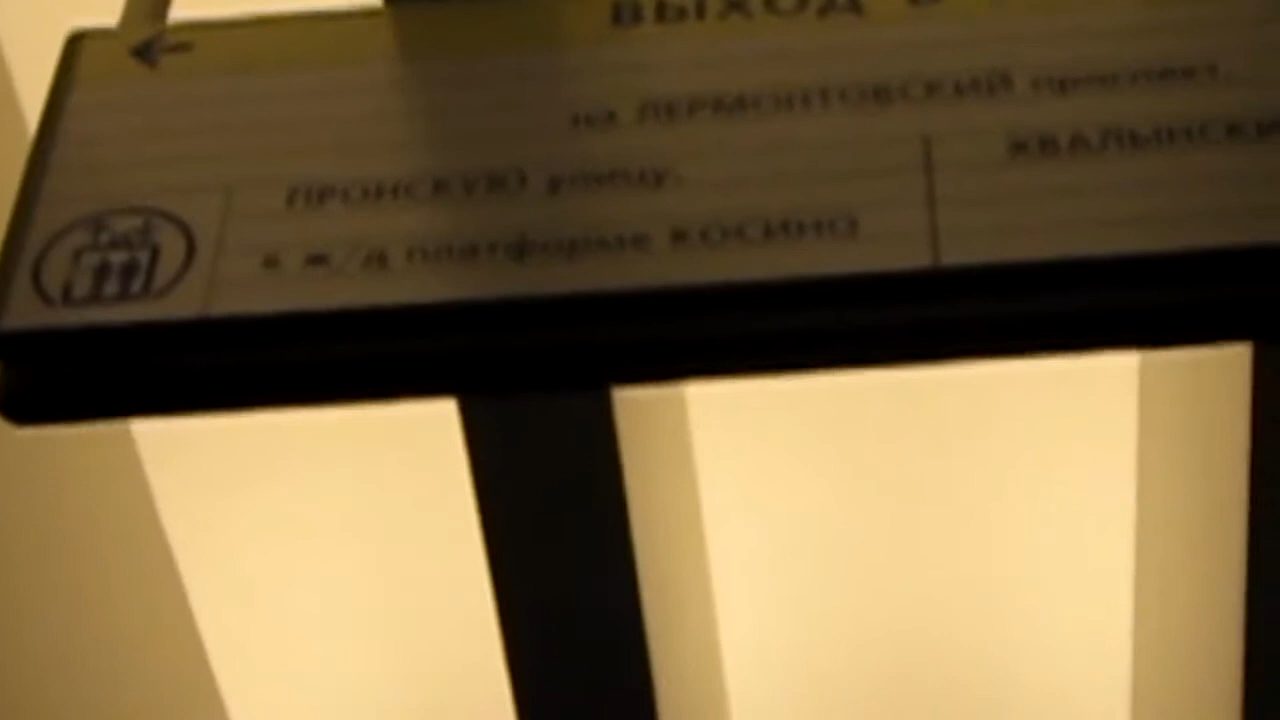 ВЫХОД В
на ЛЕРМОНТОВСКИЙ проспект,
ПРОНСКУЮ улицу,
к ж/д платформе КОСИНО
ХВАЛЫНСКИ